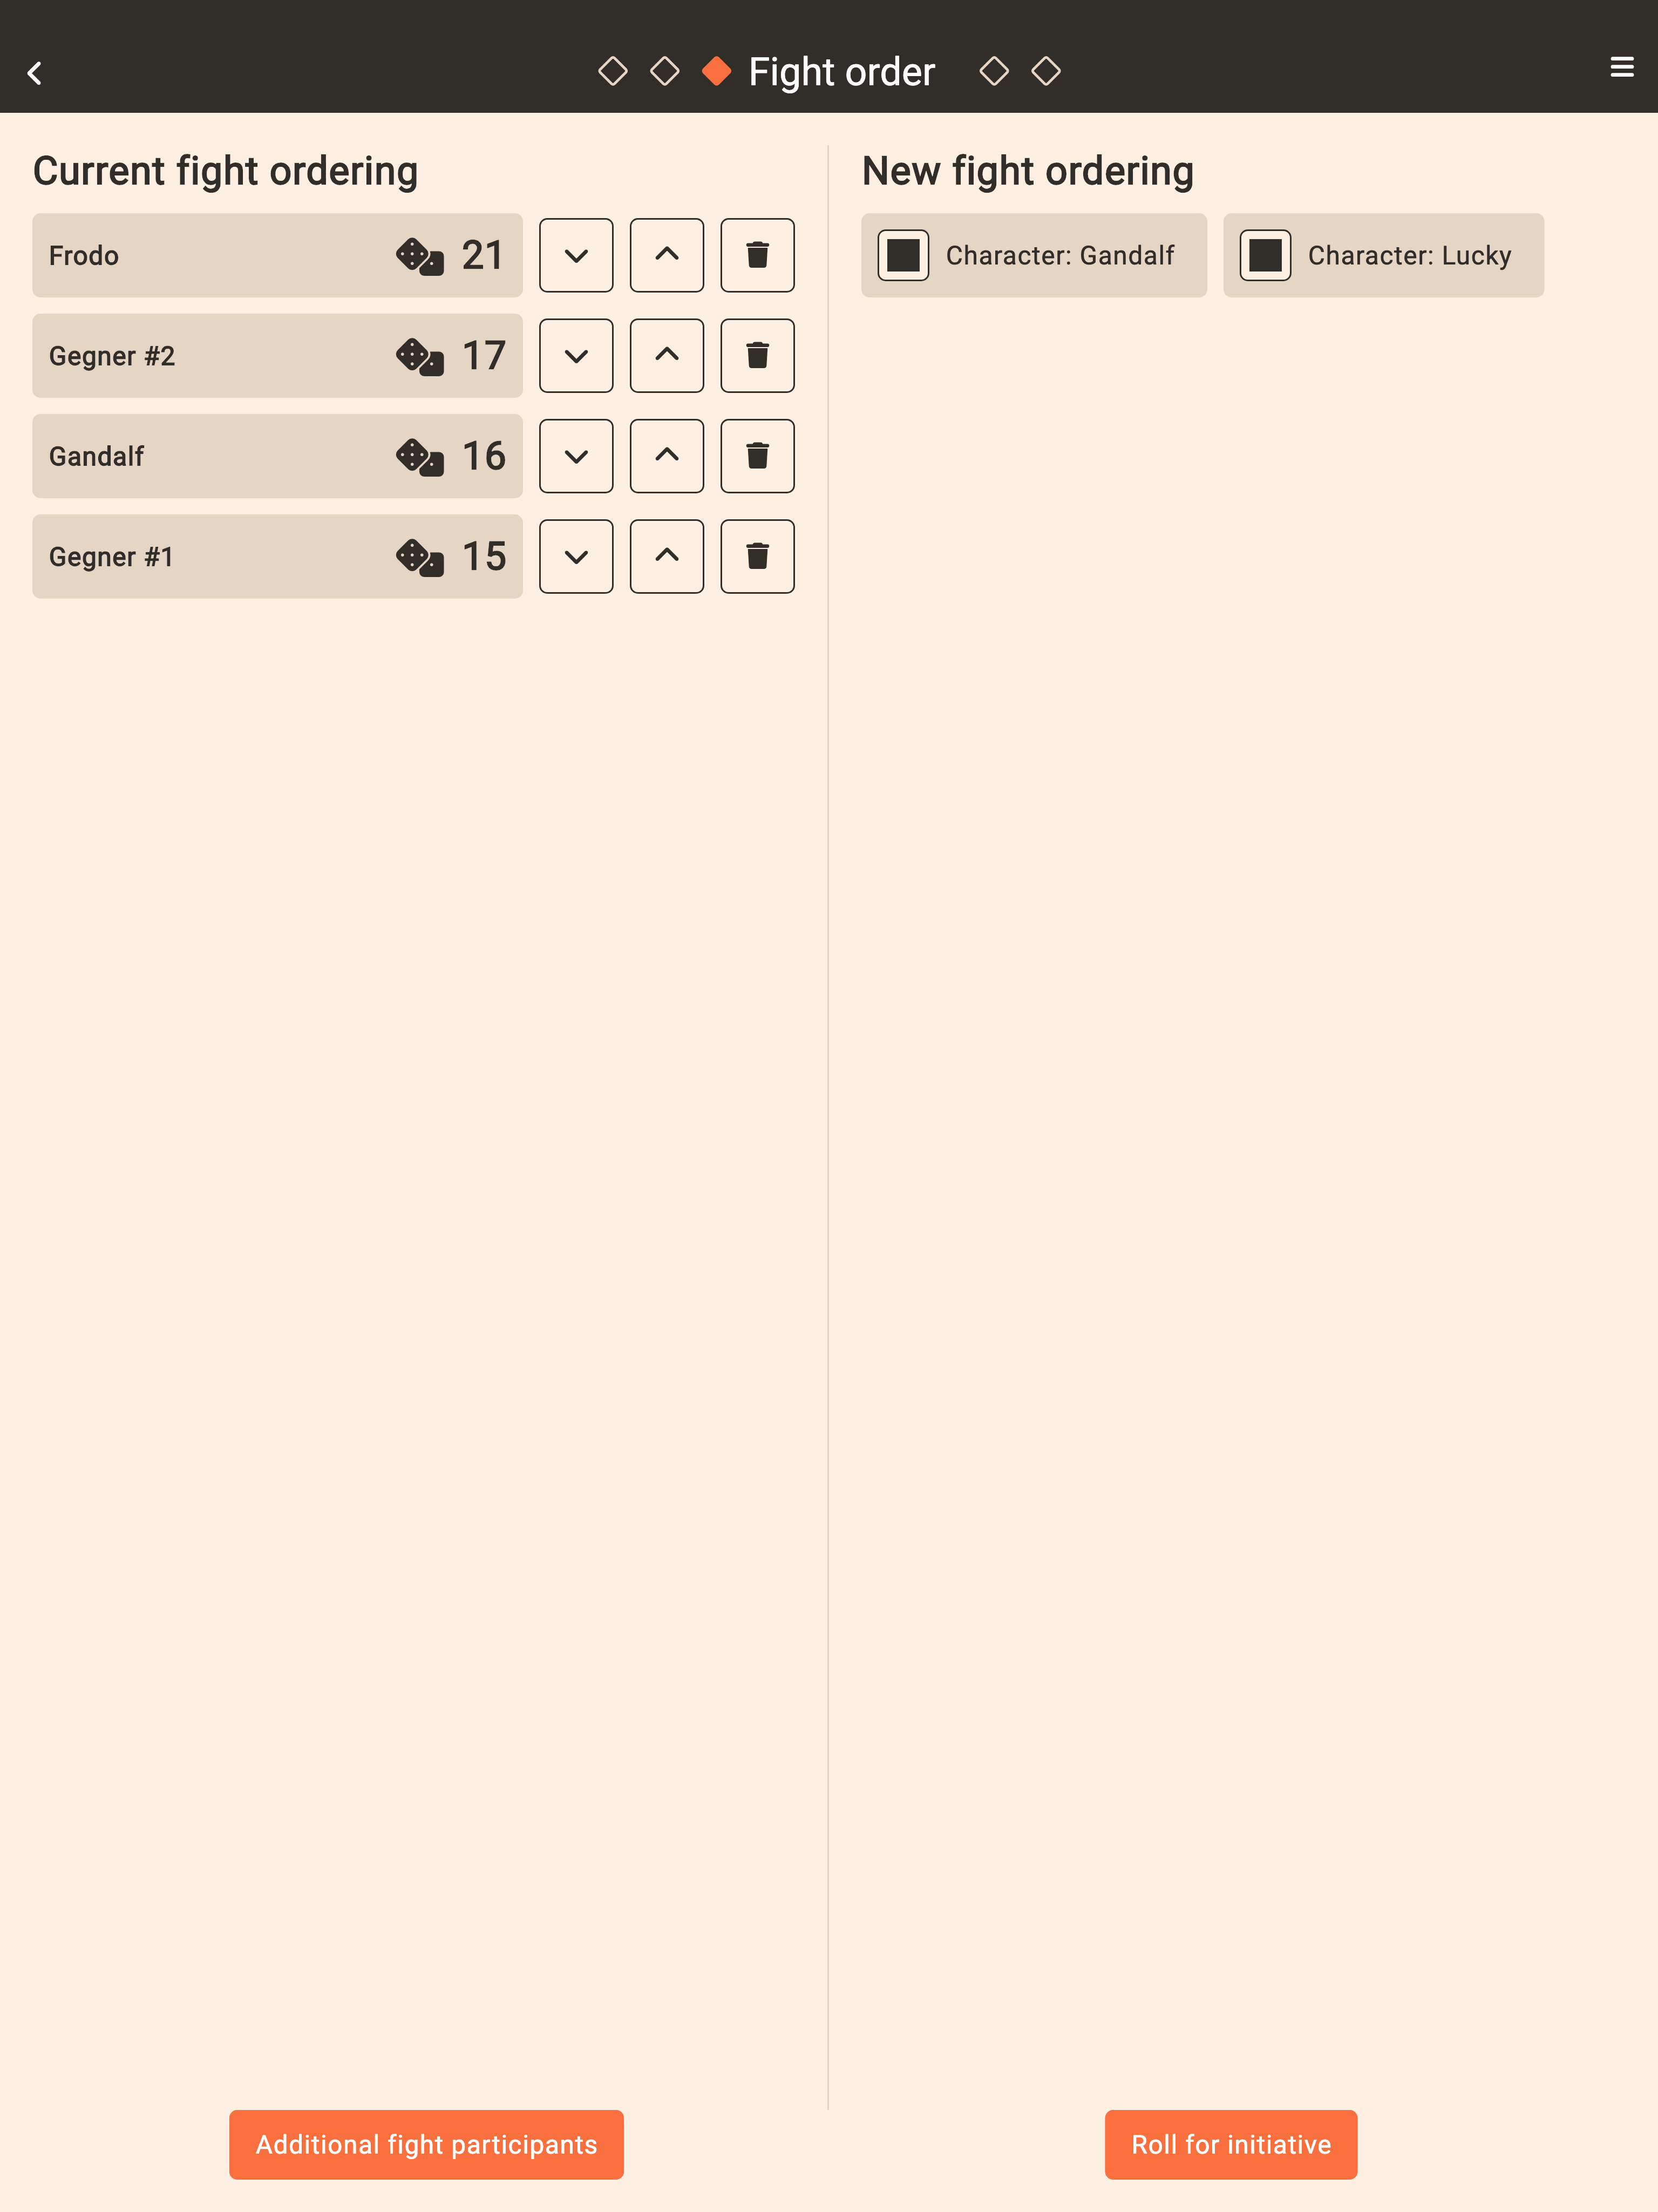 Fight order
Current fight ordering
Frodo 21
Gegner #2 17
Gandalf 16
Gegner #1 15
New fight ordering
Character: Gandalf
Character: Lucky
Additional fight participants
Roll for initiative